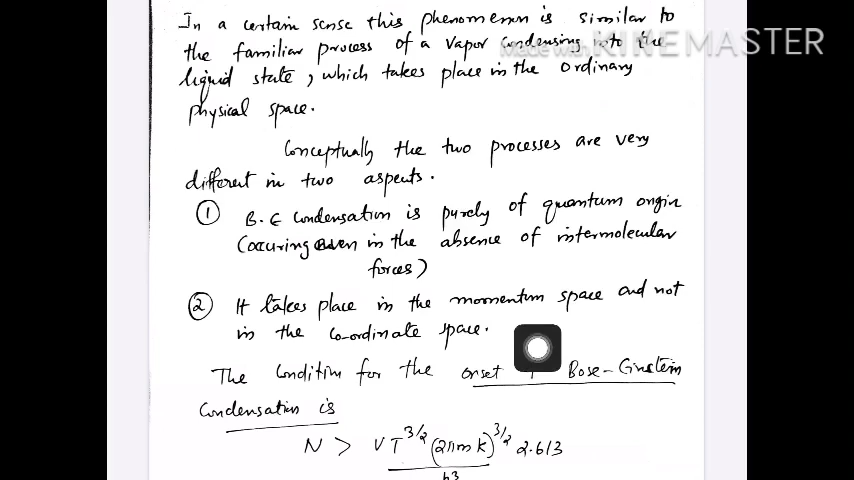 In a certain sense this phenomenon is similar to
the familiar process of a vapor condensing into the
Made with KINEMASTER
liquid state, which takes place in the ordinary
physical space.
Conceptually the two processes are very
different in two aspects.
① B.E condensation is purely of quantum origin
(occuring even in the absence of intermolecular
forces)
② It takes place in the momentum space and not
in the co-ordinate space.
The condition for the onset of Bose-Einstein
Condensation is
N > VT^3/2 (2πmk)^3/2 2.613
h3